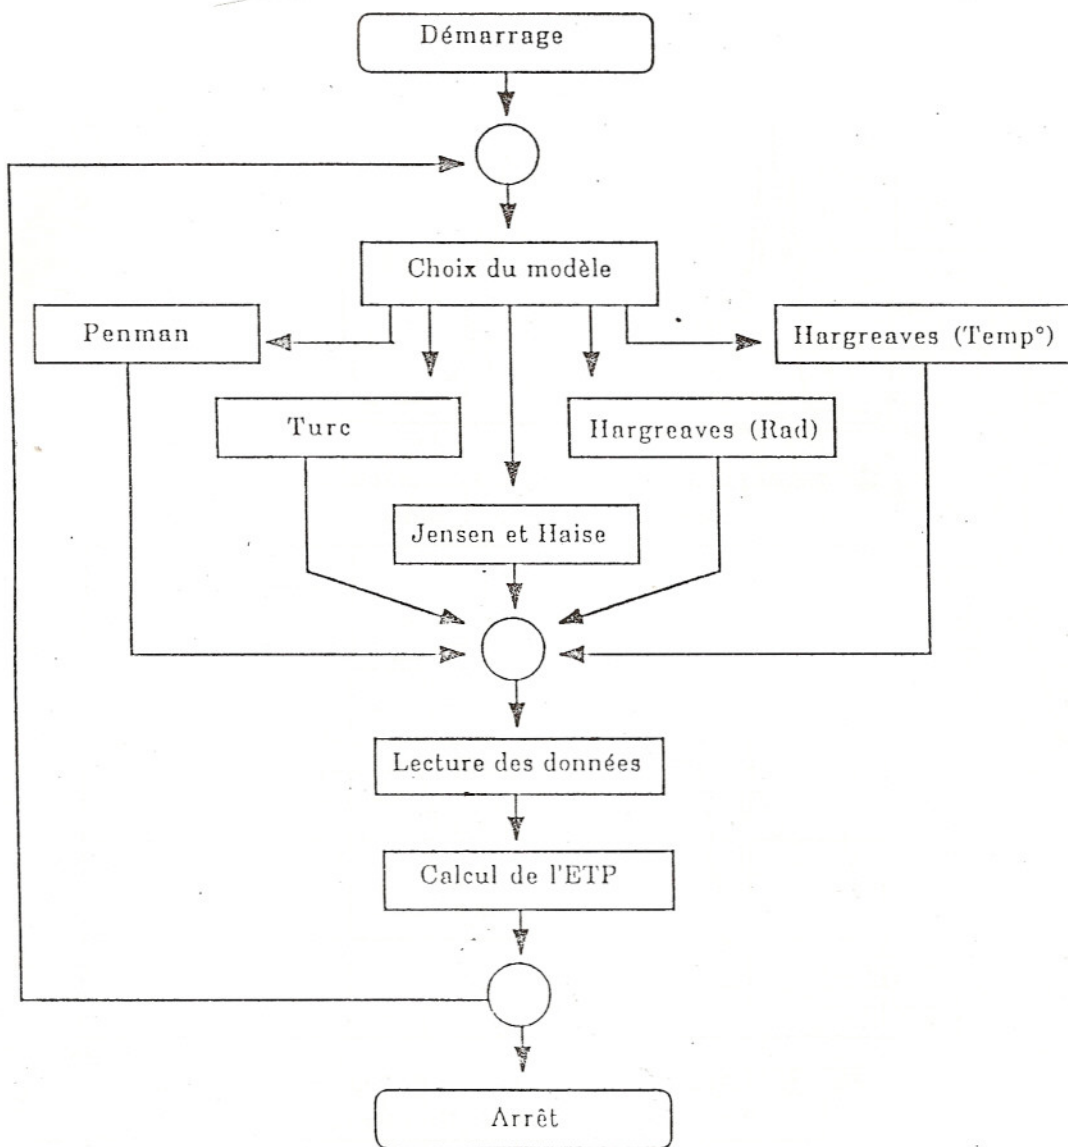 Démarrage
Choix du modèle
Penman
Hargreaves (Temp°)
Turc
Hargreaves (Rad)
Jensen et Haise
Lecture des données
Calcul de l'ETP
Arrêt